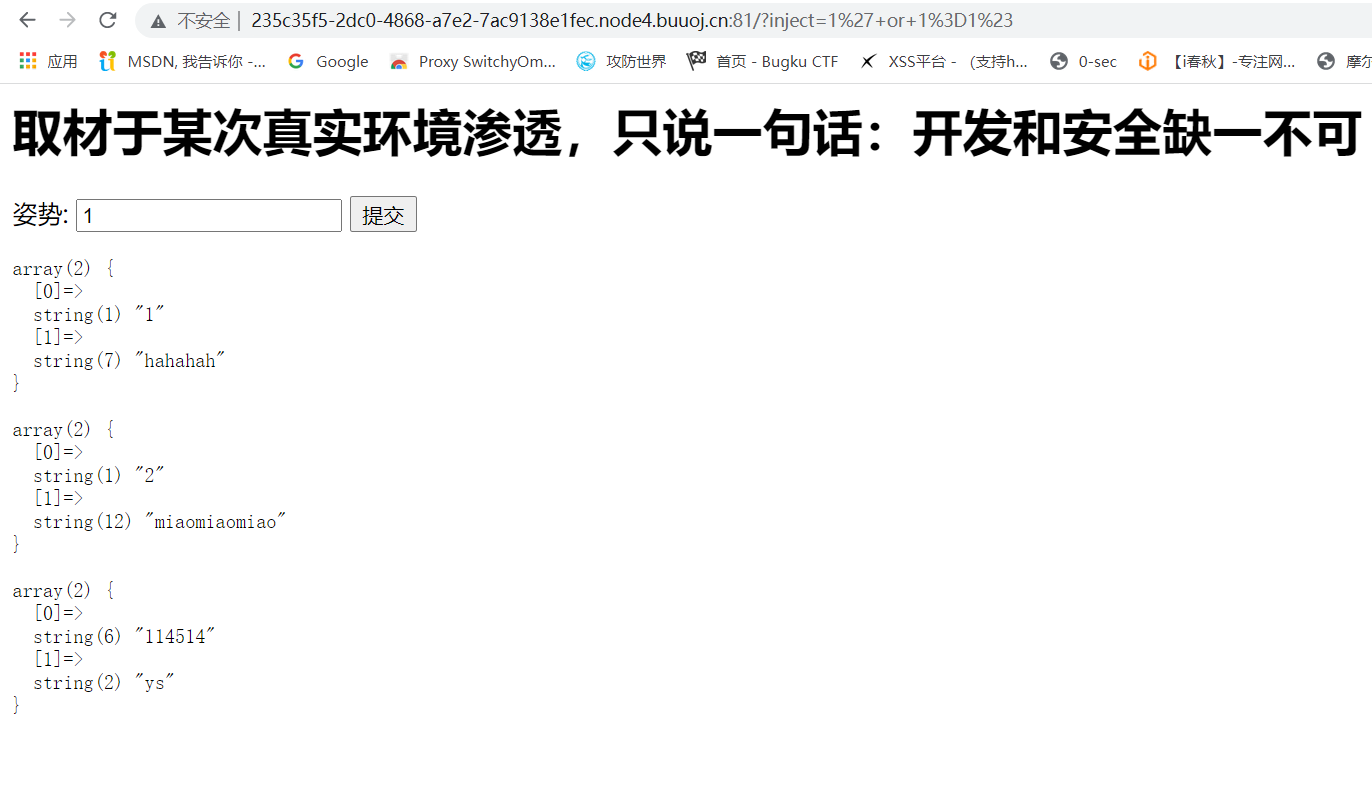 不安全 | 235c35f5-2dc0-4868-a7e2-7ac9138e1fec.node4.buuoj.cn:81/?inject=1%27+or+1%3D1%23
应用 MSDN, 我告诉你 -... Google Proxy SwitchyOm... 攻防世界 首页 - Bugku CTF XSS平台 - （支持h... 0-sec 【i春秋】-专注网... 摩尔
取材于某次真实环境渗透，只说一句话：开发和安全缺一不可
姿势: 1 提交
array(2) {
[0]=>
string(1) "1"
[1]=>
string(7) "hahahah"
}
array(2) {
[0]=>
string(1) "2"
[1]=>
string(12) "miaomiaomiao"
}
array(2) {
[0]=>
string(6) "114514"
[1]=>
string(2) "ys"
}